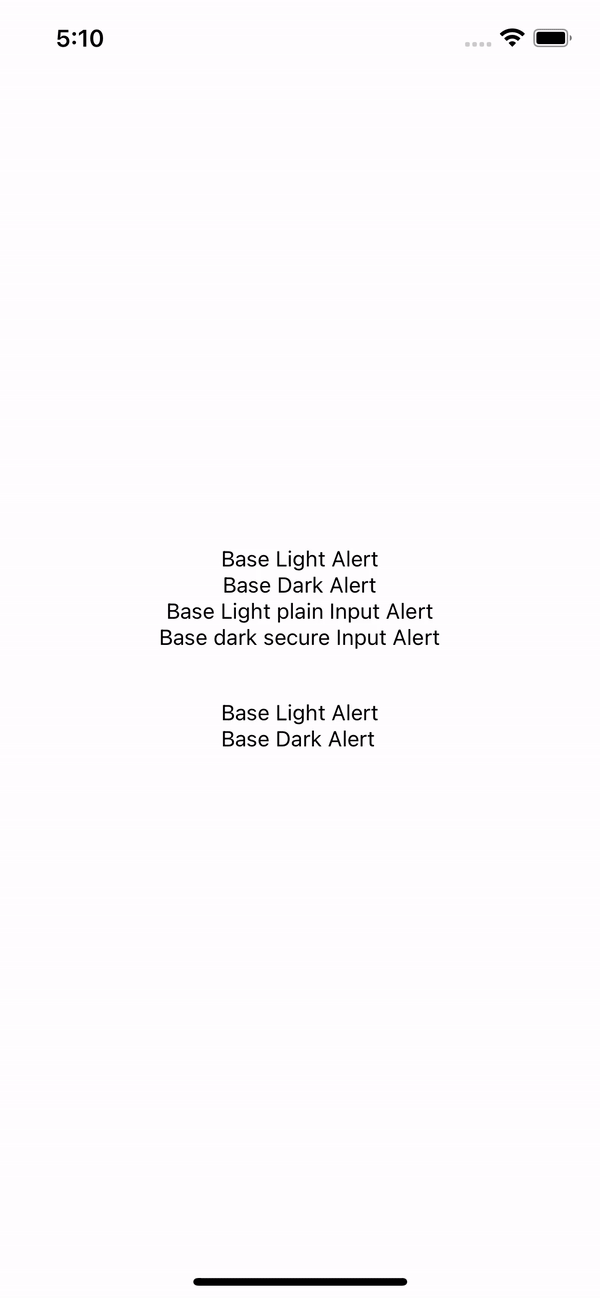 5:10
Base Light Alert
Base Dark Alert
Base Light plain Input Alert
Base dark secure Input Alert
Base Light Alert
Base Dark Alert